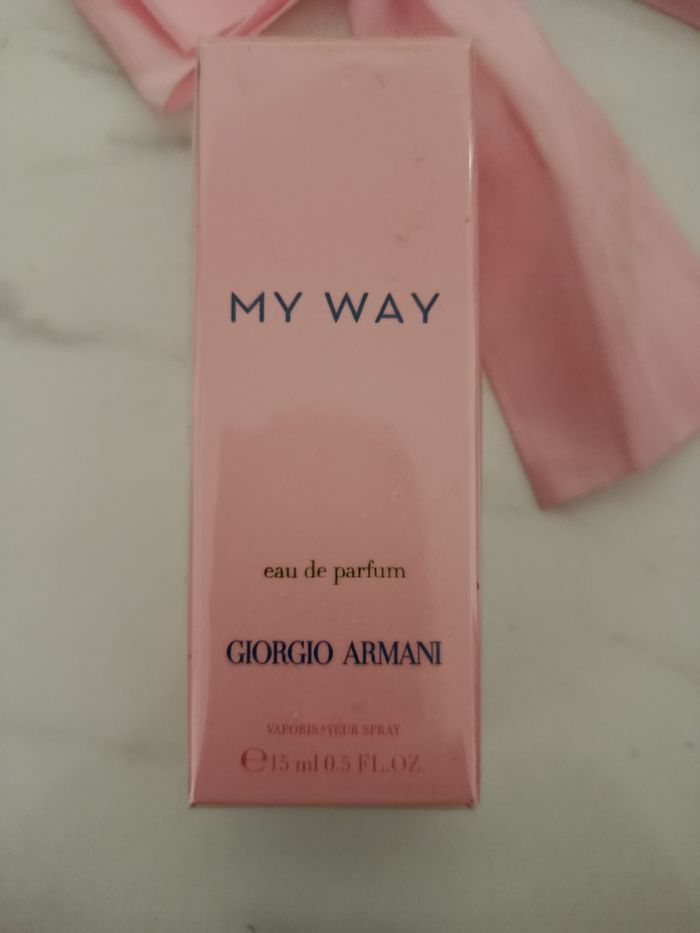 MY WAY
eau de parfum
GIORGIO ARMANI
VAPORISATEUR SPRAY
℮15 ml 0.5 FL.OZ.